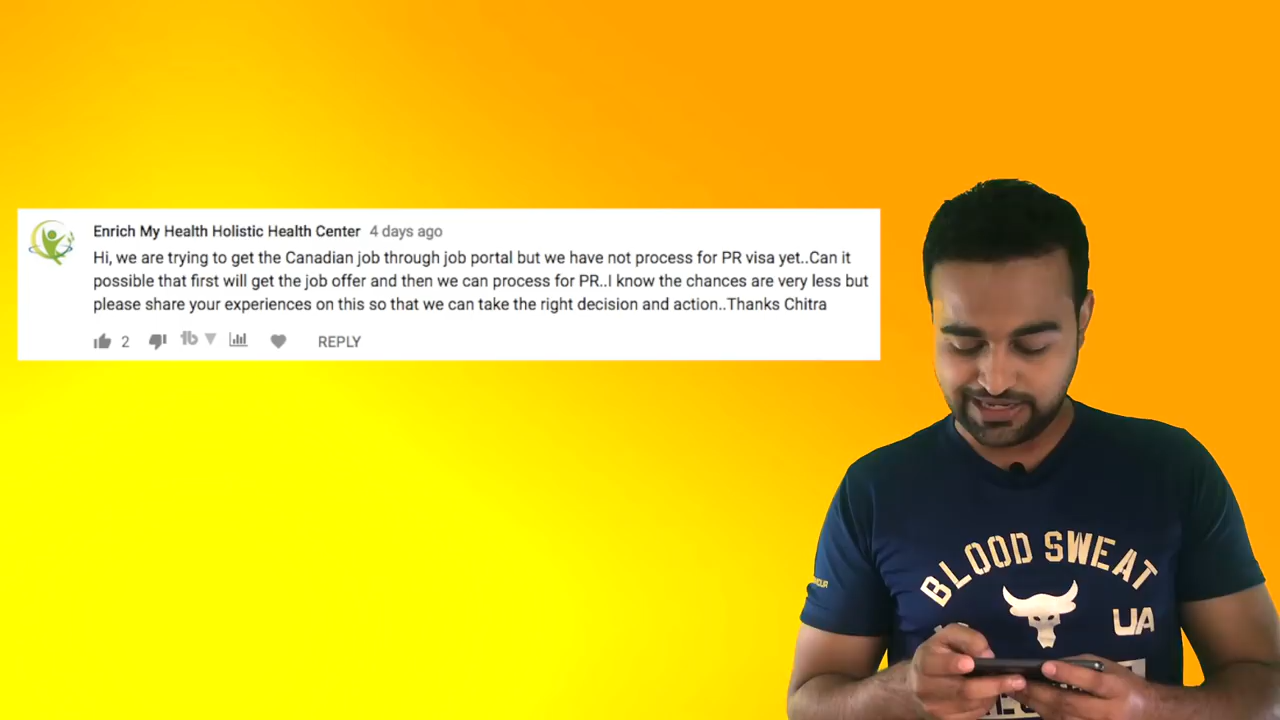 Enrich My Health Holistic Health Center 4 days ago
Hi, we are trying to get the Canadian job through job portal but we have not process for PR visa yet..Can it
possible that first will get the job offer and then we can process for PR..I know the chances are very less but
please share your experiences on this so that we can take the right decision and action..Thanks Chitra
2 REPLY
BLOOD SWEAT
UA